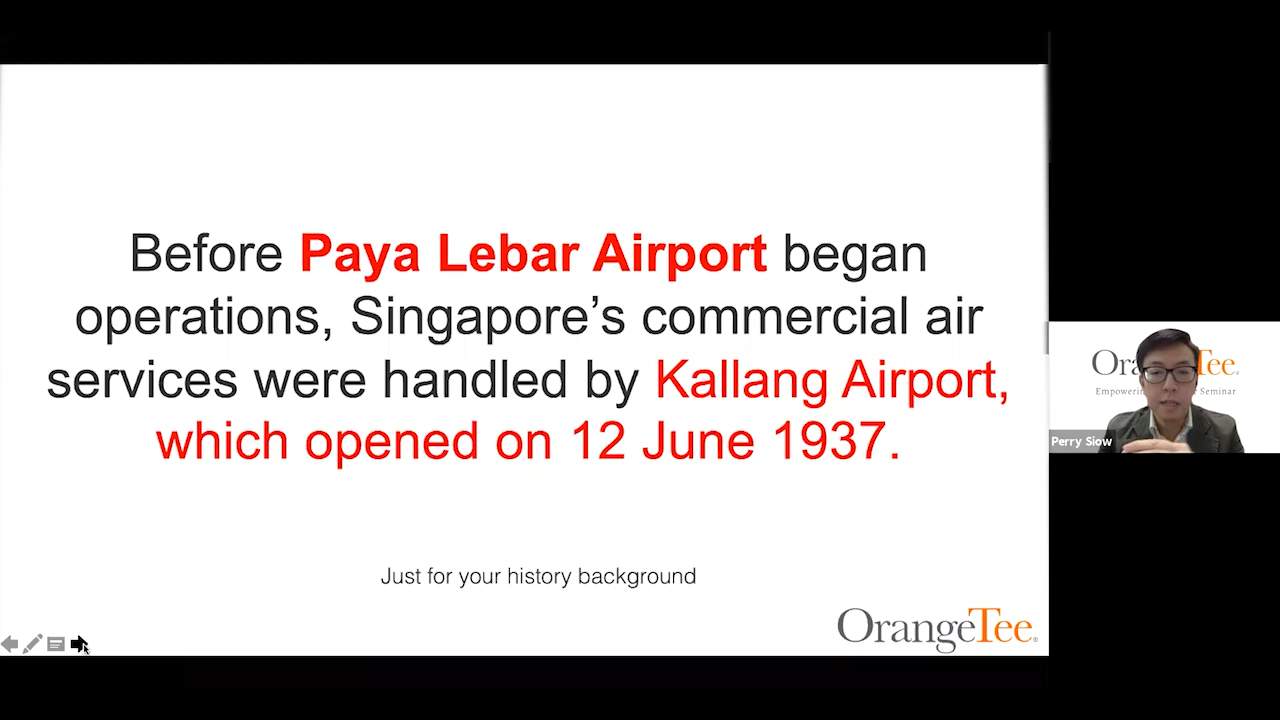 Before Paya Lebar Airport began
operations, Singapore’s commercial air
services were handled by Kallang Airport,
which opened on 12 June 1937.
Just for your history background
OrangeTee
Perry Siow
Seminar